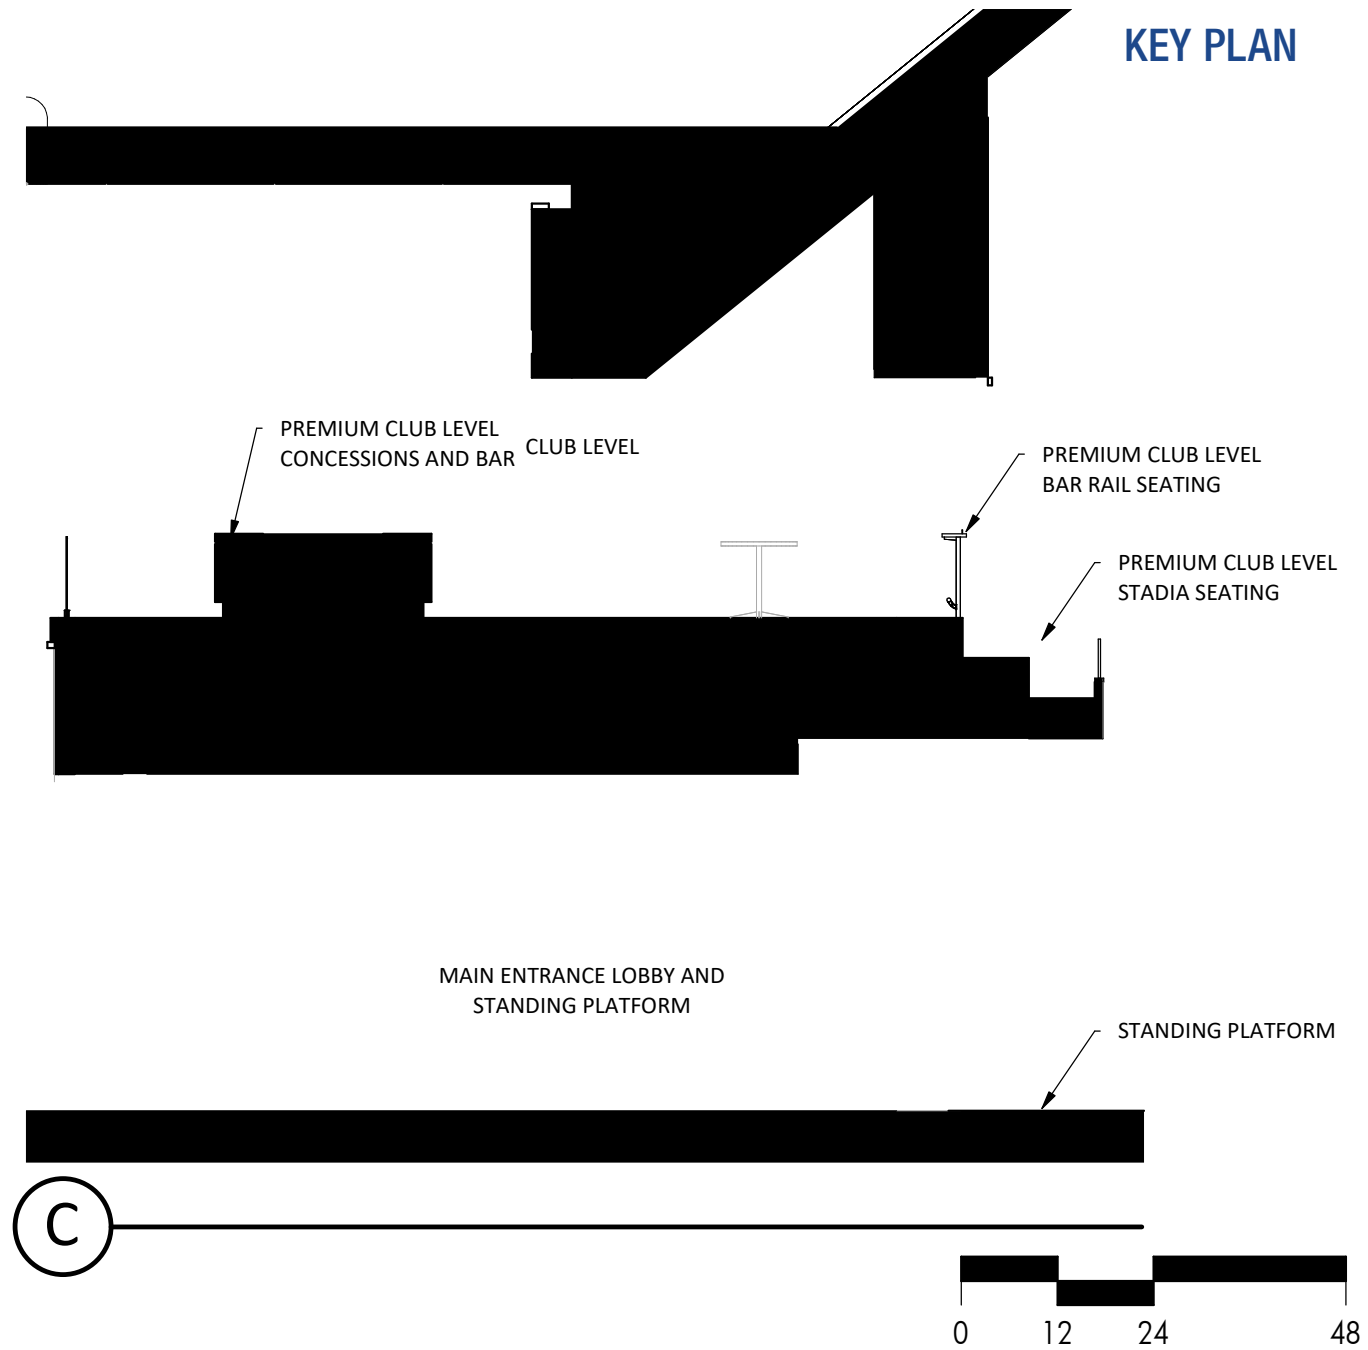 KEY PLAN
PREMIUM CLUB LEVEL
CONCESSIONS AND BAR
CLUB LEVEL
PREMIUM CLUB LEVEL
BAR RAIL SEATING
PREMIUM CLUB LEVEL
STADIA SEATING
MAIN ENTRANCE LOBBY AND
STANDING PLATFORM
STANDING PLATFORM
C
0 12 24 48